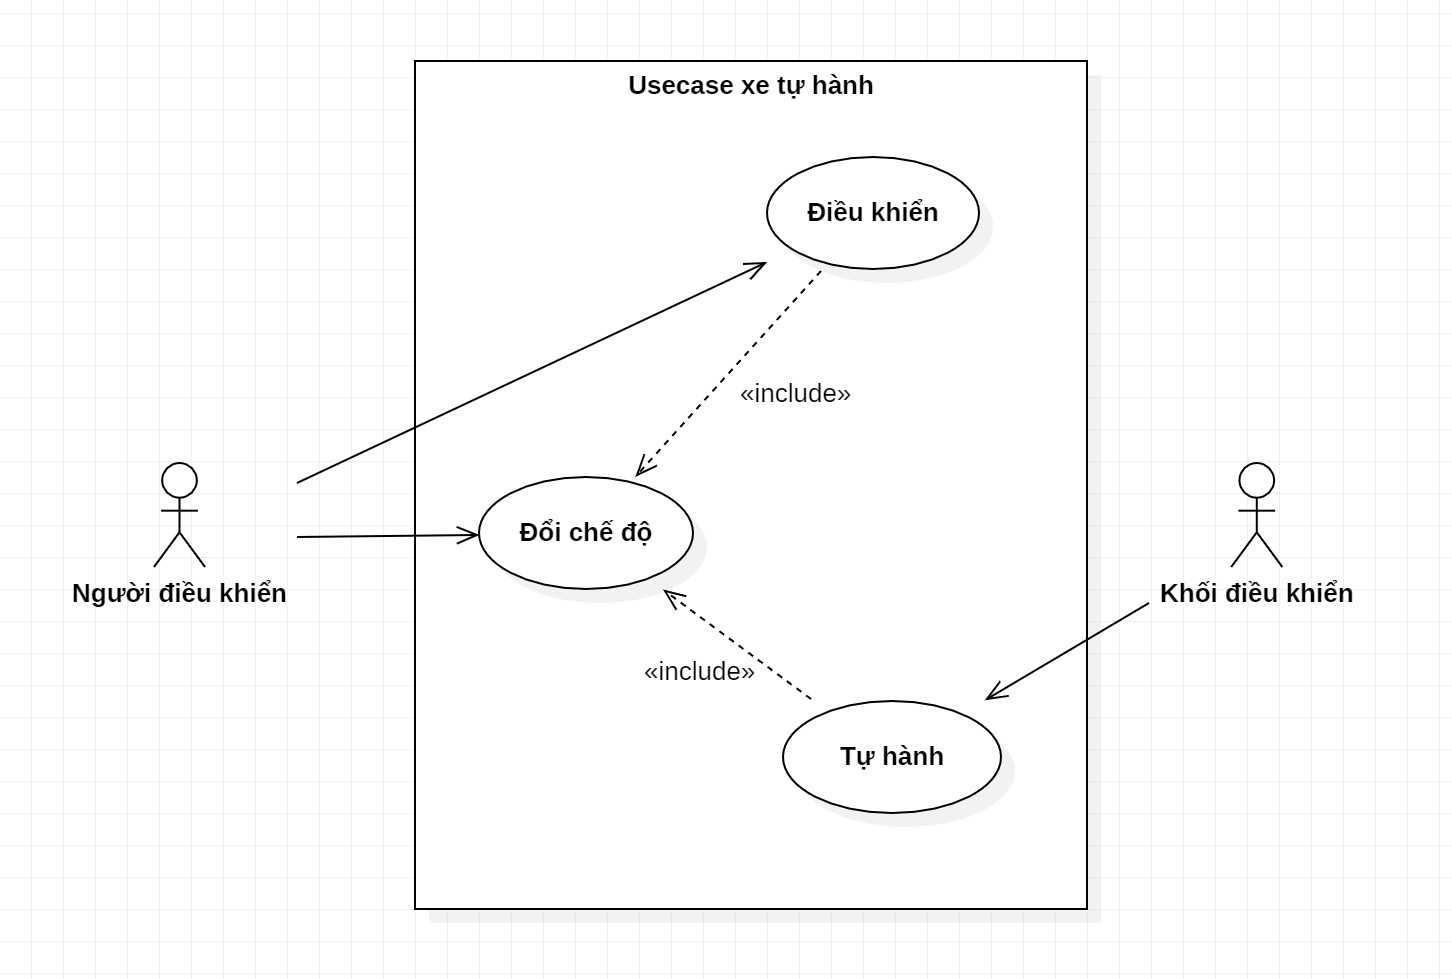 Usecase xe tự hành
Điều khiển
«include»
Đổi chế độ
Người điều khiển
Khối điều khiển
«include»
Tự hành